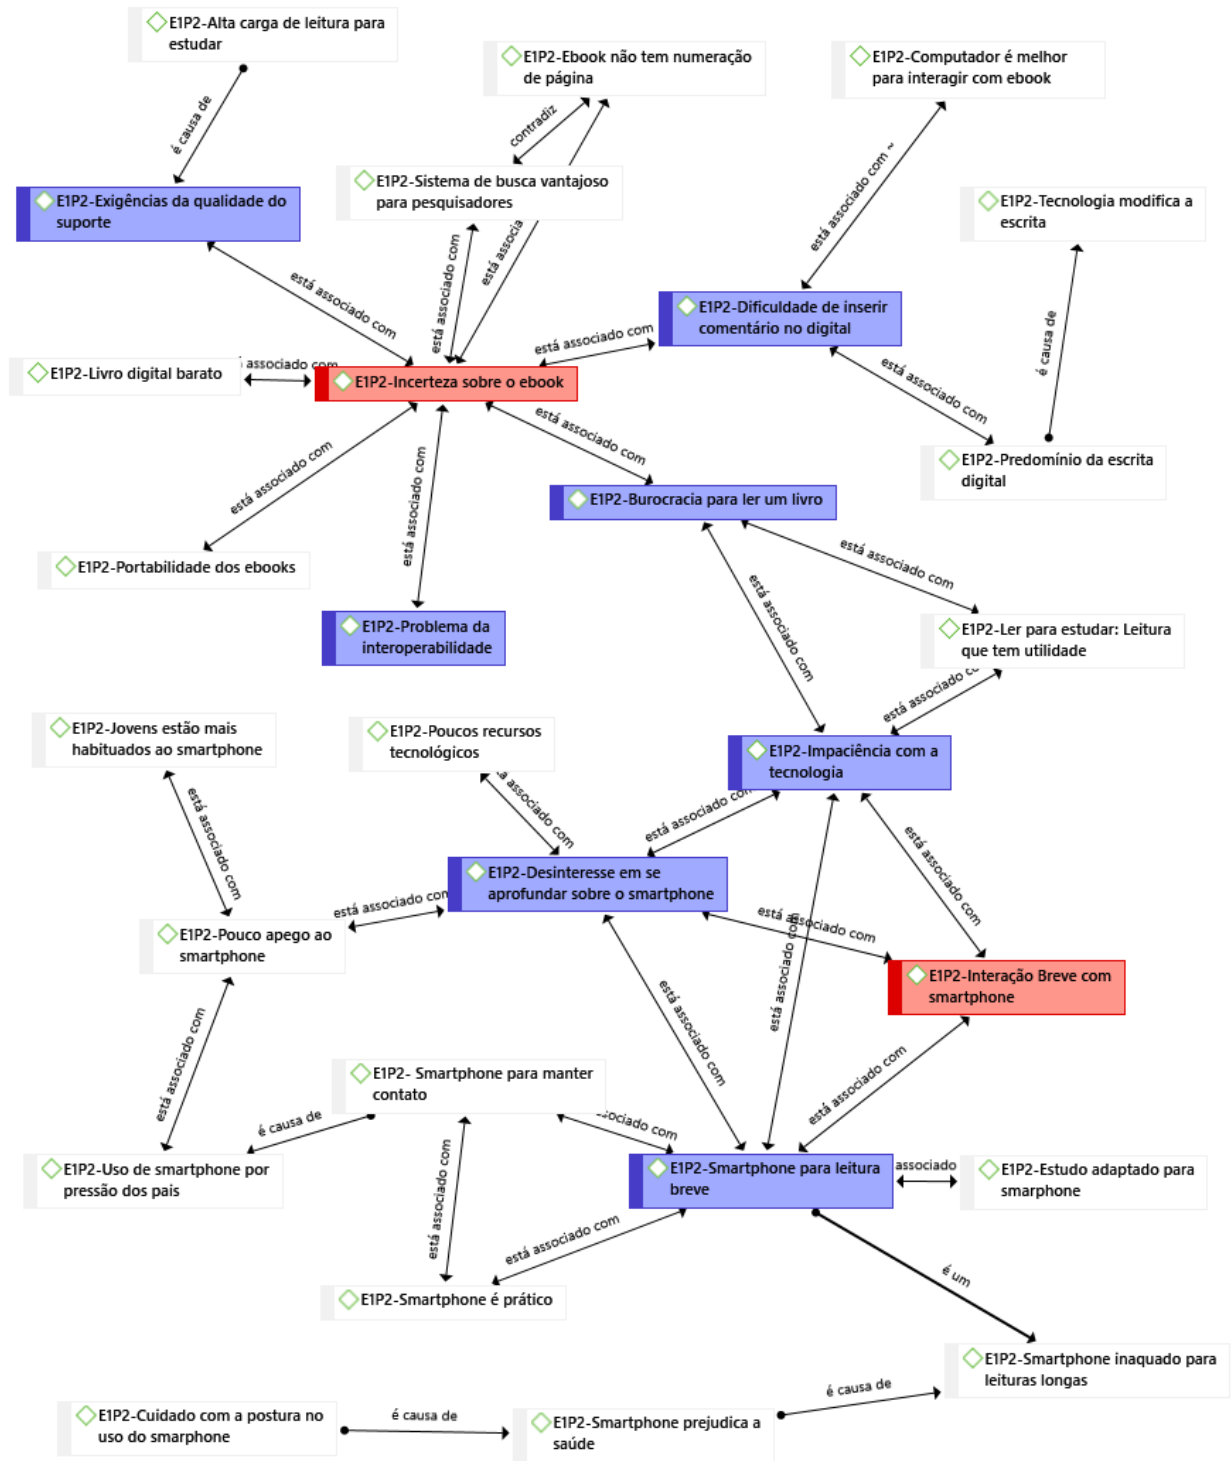 E1P2-Alta carga de leitura para
estudar
E1P2-Ebook não tem numeração
de página
E1P2-Computador é melhor
para interagir com ebook
é causa de
contradiz
E1P2-Sistema de busca vantajoso
para pesquisadores
está associado com ~
E1P2-Exigências da qualidade do
suporte
E1P2-Tecnologia modifica a
escrita
está associa
está associado com
está associado com
E1P2-Dificuldade de inserir
comentário no digital
é causa de
está associado com
associado com
E1P2-Livro digital barato
E1P2-Incerteza sobre o ebook
está associado com
está associado com
E1P2-Predomínio da escrita
digital
está associado com
está associado com
E1P2-Burocracia para ler um livro
está associado com
E1P2-Portabilidade dos ebooks
está associado com
E1P2-Problema da
interoperabilidade
E1P2-Ler para estudar: Leitura
que tem utilidade
está associado
E1P2-Jovens estão mais
habituados ao smartphone
E1P2-Poucos recursos
tecnológicos
E1P2-Impaciência com a
tecnologia
associado com
está associado com
está associado
está associado com
E1P2-Desinteresse em se
aprofundar sobre o smartphone
está associado com
está associado com
está associado com
E1P2-Pouco apego ao
smartphone
E1P2-Interação Breve com
smartphone
está associado com
está associado com
está associado com
E1P2- Smartphone para manter
contato
é causa de
com
E1P2-Uso de smartphone por
pressão dos pais
E1P2-Smartphone para leitura
breve
associado
E1P2-Estudo adaptado para
smarphone
está associado com
está associado com
é um
E1P2-Smartphone é prático
E1P2-Smartphone inaquado para
leituras longas
é causa de
E1P2-Cuidado com a postura no
uso do smarphone
é causa de
E1P2-Smartphone prejudica a
saúde